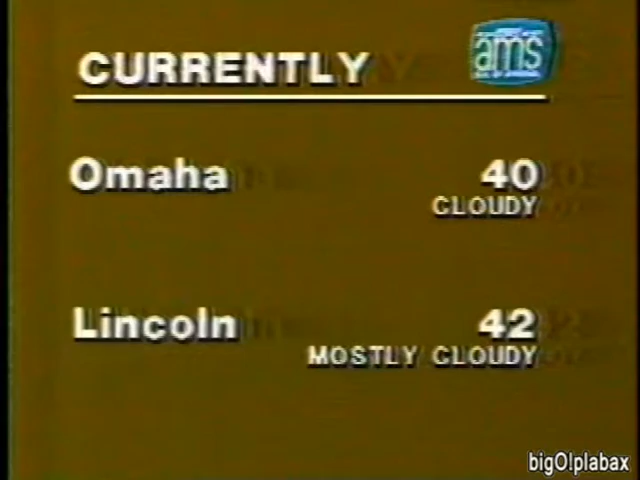 CURRENTLY
ams
Omaha 40
CLOUDY
Lincoln 42
MOSTLY CLOUDY
bigO!plabax